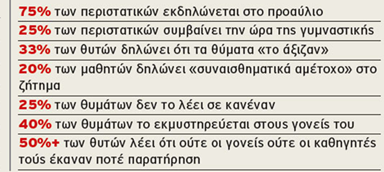 75% των περιστατικών εκδηλώνεται στο προαύλιο
25% των περιστατικών συμβαίνει την ώρα της γυμναστικής
33% των θυτών δηλώνει ότι τα θύματα «το άξιζαν»
20% των μαθητών δηλώνει «συναισθηματικά αμέτοχο» στο
ζήτημα
25% των θυμάτων δεν το λέει σε κανέναν
40% των θυμάτων το εκμυστηρεύεται στους γονείς του
50%+ των θυτών λέει ότι ούτε οι γονείς ούτε οι καθηγητές
τούς έκαναν ποτέ παρατήρηση